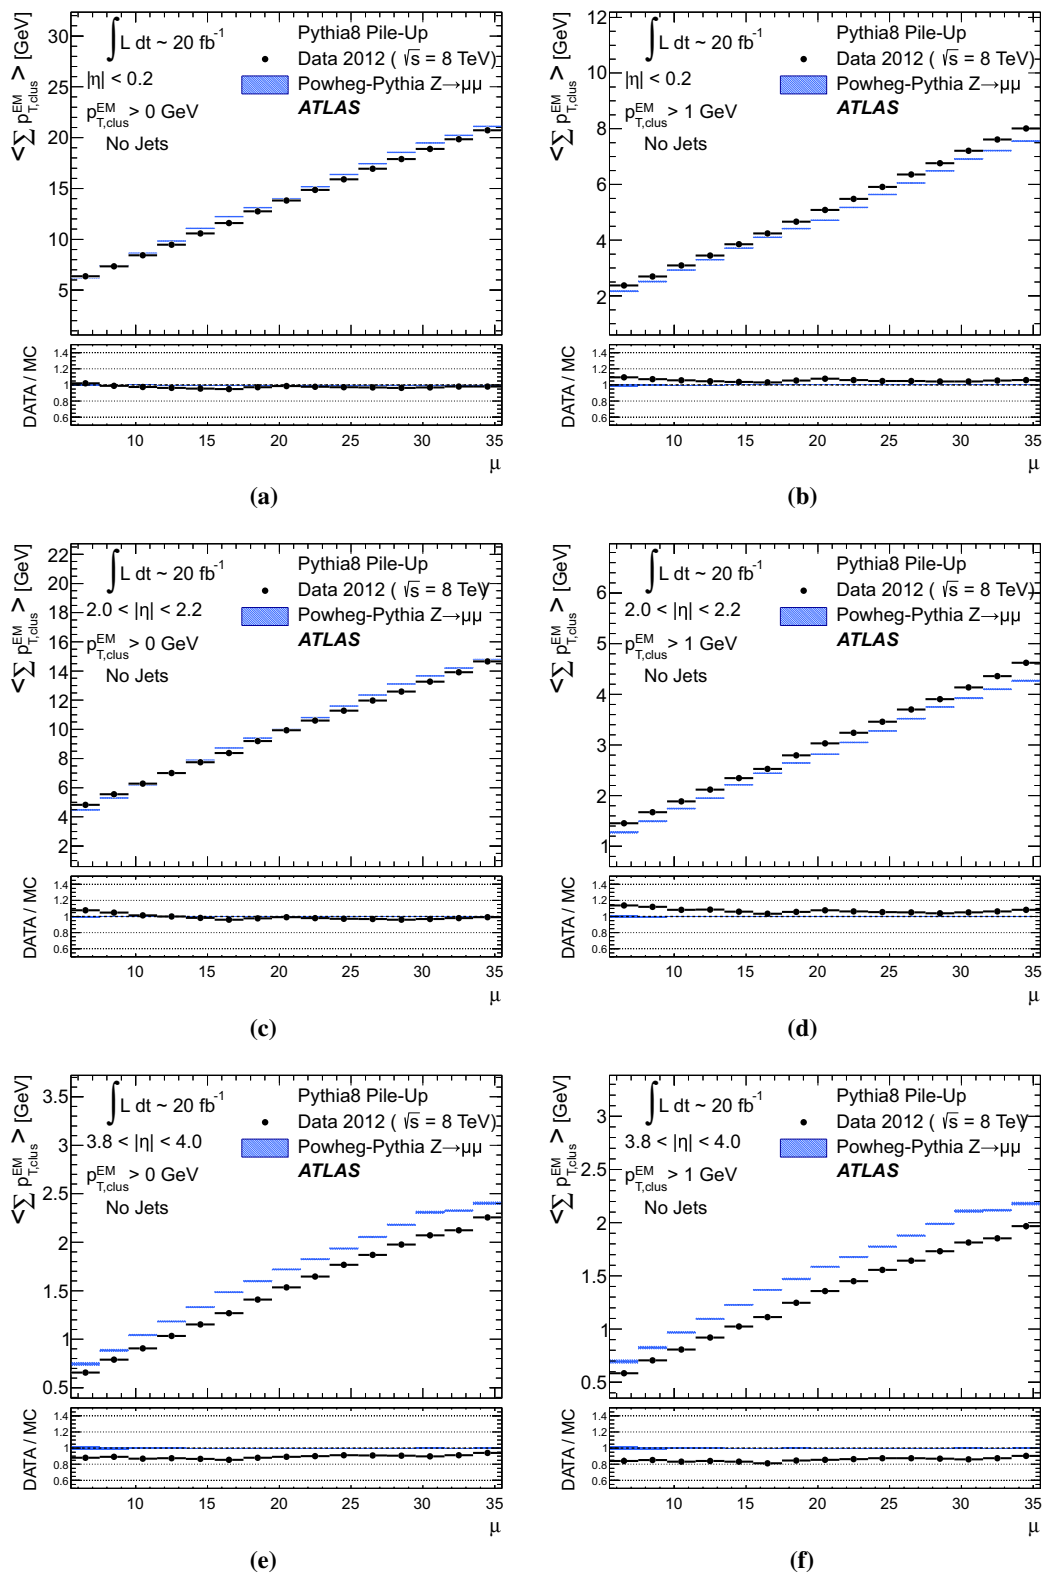 <∑ p^EM_T,clus> [GeV]
∫ L dt ~ 20 fb⁻¹
|η| < 0.2
p^EM_T,clus > 0 GeV
No Jets
Pythia8 Pile-Up
Data 2012 ( √s = 8 TeV)
Powheg-Pythia Z→μμ
ATLAS
30
25
20
15
10
5
DATA / MC
1.4
1.2
1
0.8
0.6
10 15 20 25 30 35
μ
(a)
<∑ p^EM_T,clus> [GeV]
∫ L dt ~ 20 fb⁻¹
|η| < 0.2
p^EM_T,clus > 1 GeV
No Jets
Pythia8 Pile-Up
Data 2012 ( √s = 8 TeV)
Powheg-Pythia Z→μμ
ATLAS
12
10
8
6
4
2
DATA / MC
1.4
1.2
1
0.8
0.6
10 15 20 25 30 35
μ
(b)
<∑ p^EM_T,clus> [GeV]
∫ L dt ~ 20 fb⁻¹
2.0 < |η| < 2.2
p^EM_T,clus > 0 GeV
No Jets
Pythia8 Pile-Up
Data 2012 ( √s = 8 TeV)
Powheg-Pythia Z→μμ
ATLAS
22
20
18
16
14
12
10
8
6
4
2
DATA / MC
1.4
1.2
1
0.8
0.6
10 15 20 25 30 35
μ
(c)
<∑ p^EM_T,clus> [GeV]
∫ L dt ~ 20 fb⁻¹
2.0 < |η| < 2.2
p^EM_T,clus > 1 GeV
No Jets
Pythia8 Pile-Up
Data 2012 ( √s = 8 TeV)
Powheg-Pythia Z→μμ
ATLAS
6
5
4
3
2
1
DATA / MC
1.4
1.2
1
0.8
0.6
10 15 20 25 30 35
μ
(d)
<∑ p^EM_T,clus> [GeV]
∫ L dt ~ 20 fb⁻¹
3.8 < |η| < 4.0
p^EM_T,clus > 0 GeV
No Jets
Pythia8 Pile-Up
Data 2012 ( √s = 8 TeV)
Powheg-Pythia Z→μμ
ATLAS
3.5
3
2.5
2
1.5
1
0.5
DATA / MC
1.4
1.2
1
0.8
0.6
10 15 20 25 30 35
μ
(e)
<∑ p^EM_T,clus> [GeV]
∫ L dt ~ 20 fb⁻¹
3.8 < |η| < 4.0
p^EM_T,clus > 1 GeV
No Jets
Pythia8 Pile-Up
Data 2012 ( √s = 8 TeV)
Powheg-Pythia Z→μμ
ATLAS
3
2.5
2
1.5
1
0.5
DATA / MC
1.4
1.2
1
0.8
0.6
10 15 20 25 30 35
μ
(f)